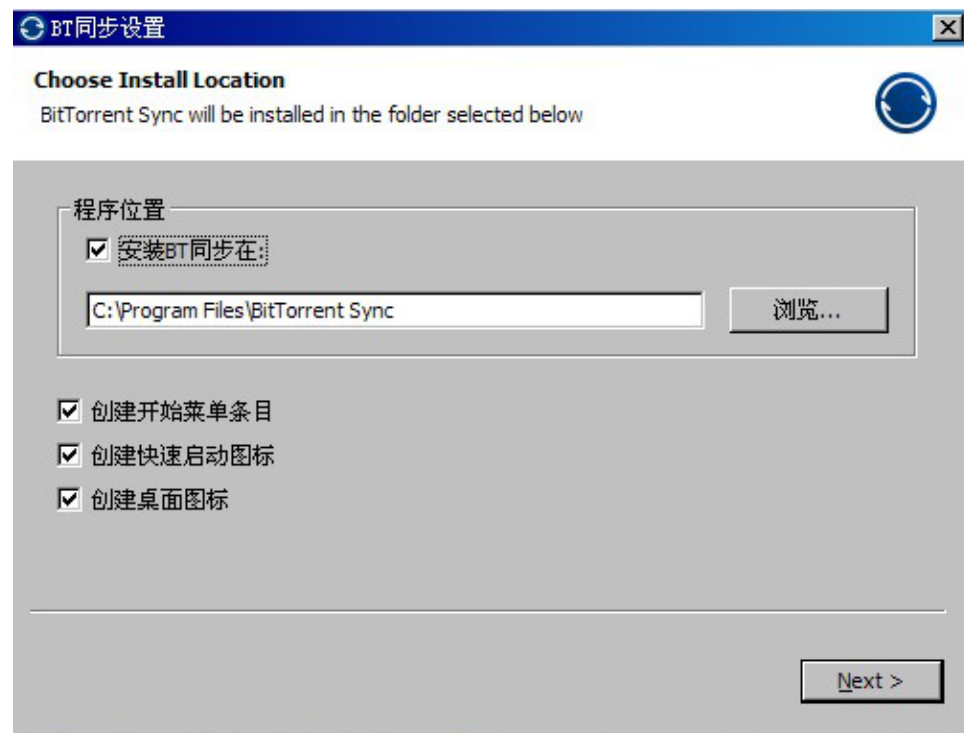 BT同步设置
Choose Install Location
BitTorrent Sync will be installed in the folder selected below
程序位置
安装BT同步在:
C:\Program Files\BitTorrent Sync
浏览...
创建开始菜单条目
创建快速启动图标
创建桌面图标
Next >